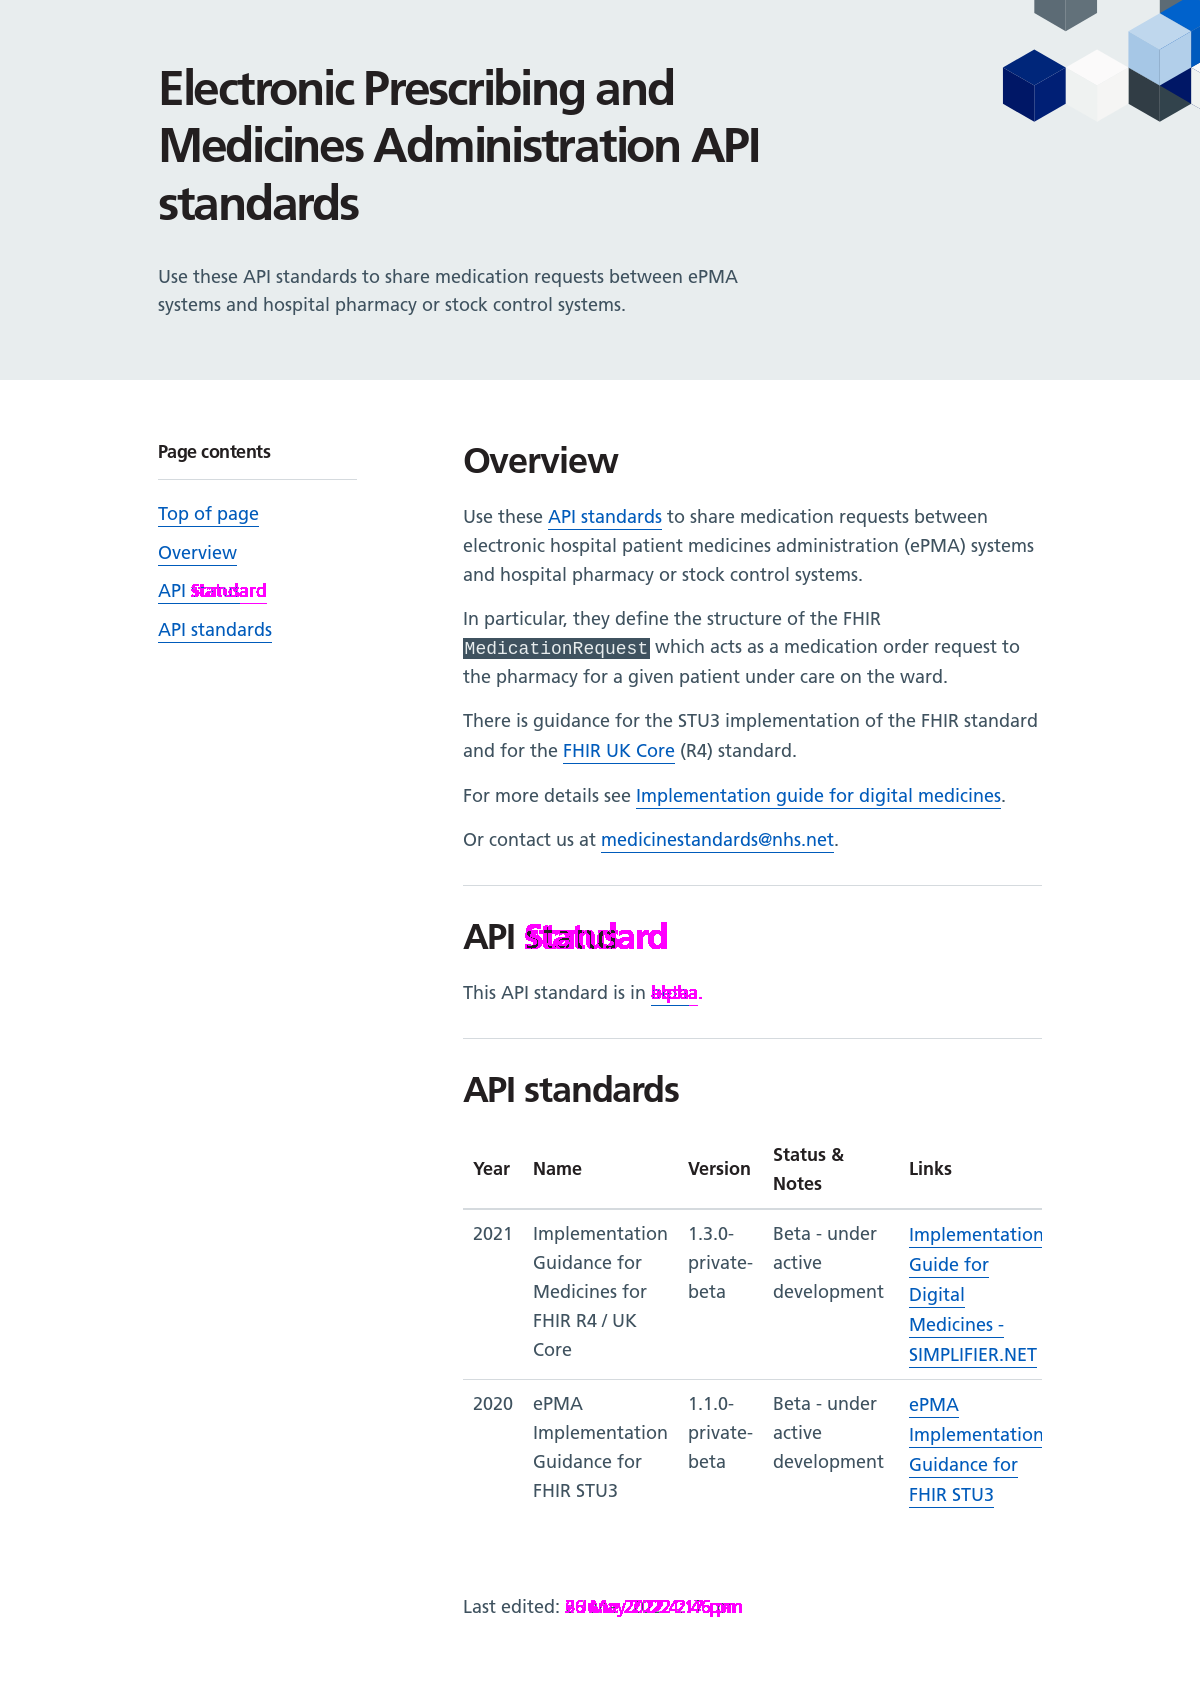 Electronic Prescribing and
Medicines Administration API
standards
Use these API standards to share medication requests between ePMA
systems and hospital pharmacy or stock control systems.
Page contents
Top of page
Overview
API
API standards
Overview
Use these API standards to share medication requests between
electronic hospital patient medicines administration (ePMA) systems
and hospital pharmacy or stock control systems.
In particular, they define the structure of the FHIR
MedicationRequest which acts as a medication order request to
the pharmacy for a given patient under care on the ward.
There is guidance for the STU3 implementation of the FHIR standard
and for the FHIR UK Core (R4) standard.
For more details see Implementation guide for digital medicines.
Or contact us at medicinestandards@nhs.net.
API
This API standard is in
API standards
Year Name Version Status & Notes Links
2021 Implementation Guidance for Medicines for FHIR R4 / UK Core 1.3.0-private-beta Beta - under active development Implementation Guide for Digital Medicines - SIMPLIFIER.NET
2020 ePMA Implementation Guidance for FHIR STU3 1.1.0-private-beta Beta - under active development ePMA Implementation Guidance for FHIR STU3
Last edited: